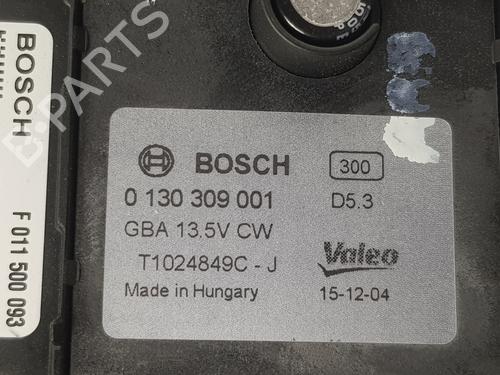 BOSCH
F 011 500 093
BOSCH
300
0 130 309 001
D5.3
GBA 13.5V CW
T1024849C - J
Valeo
Made in Hungary
15-12-04
B-PARTS